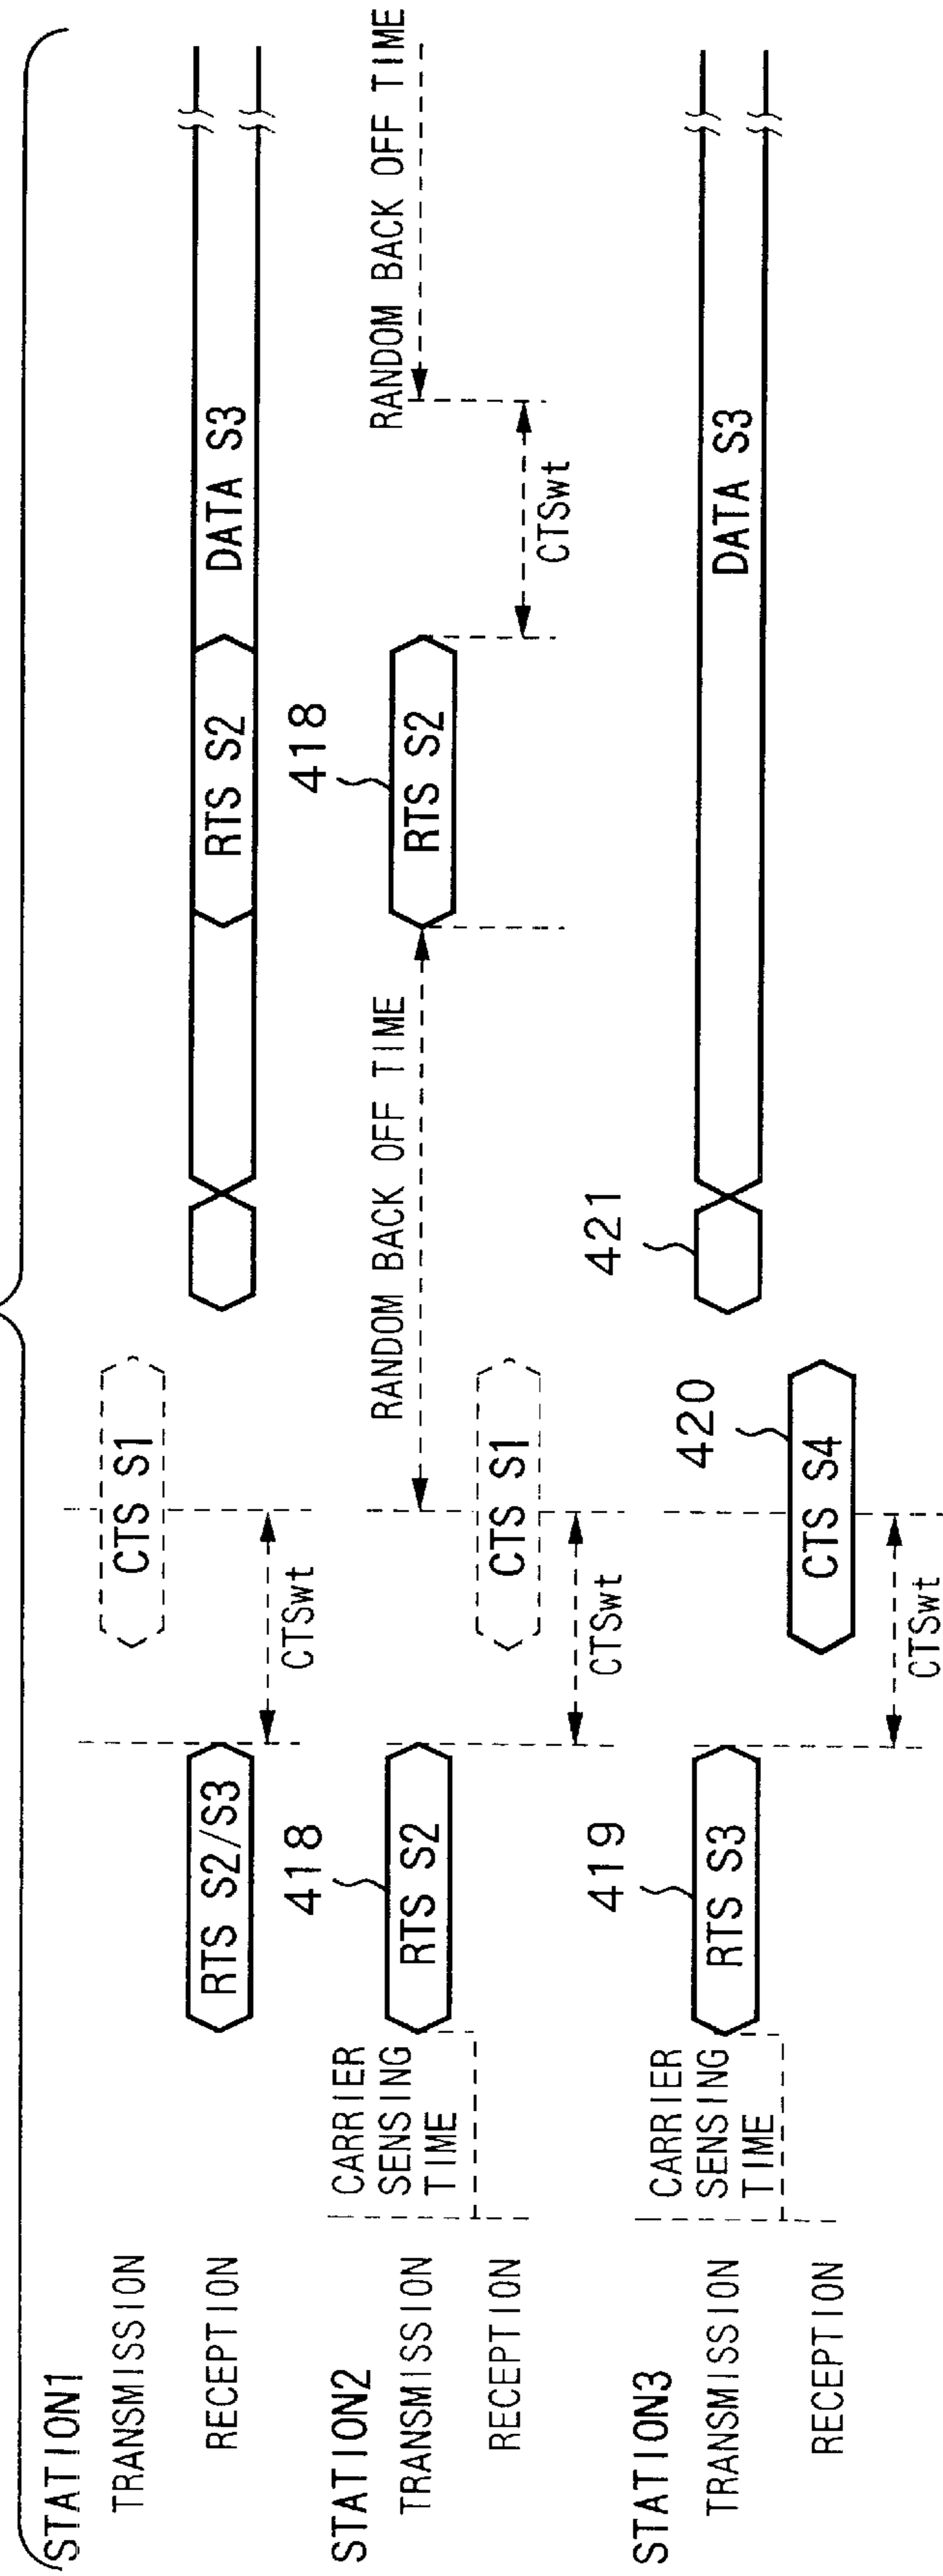 STATION1
TRANSMISSION
CTS S1
RECEPTION
RTS S2/S3
RTS S2
DATA S3
CTSwt
STATION2
418
418
RANDOM BACK OFF TIME
RANDOM BACK OFF TIME
TRANSMISSION
CARRIER
SENSING
TIME
RTS S2
RTS S2
RECEPTION
CTS S1
CTSwt
CTSwt
STATION3
419
421
TRANSMISSION
CARRIER
SENSING
TIME
RTS S3
DATA S3
420
RECEPTION
CTS S4
CTSwt